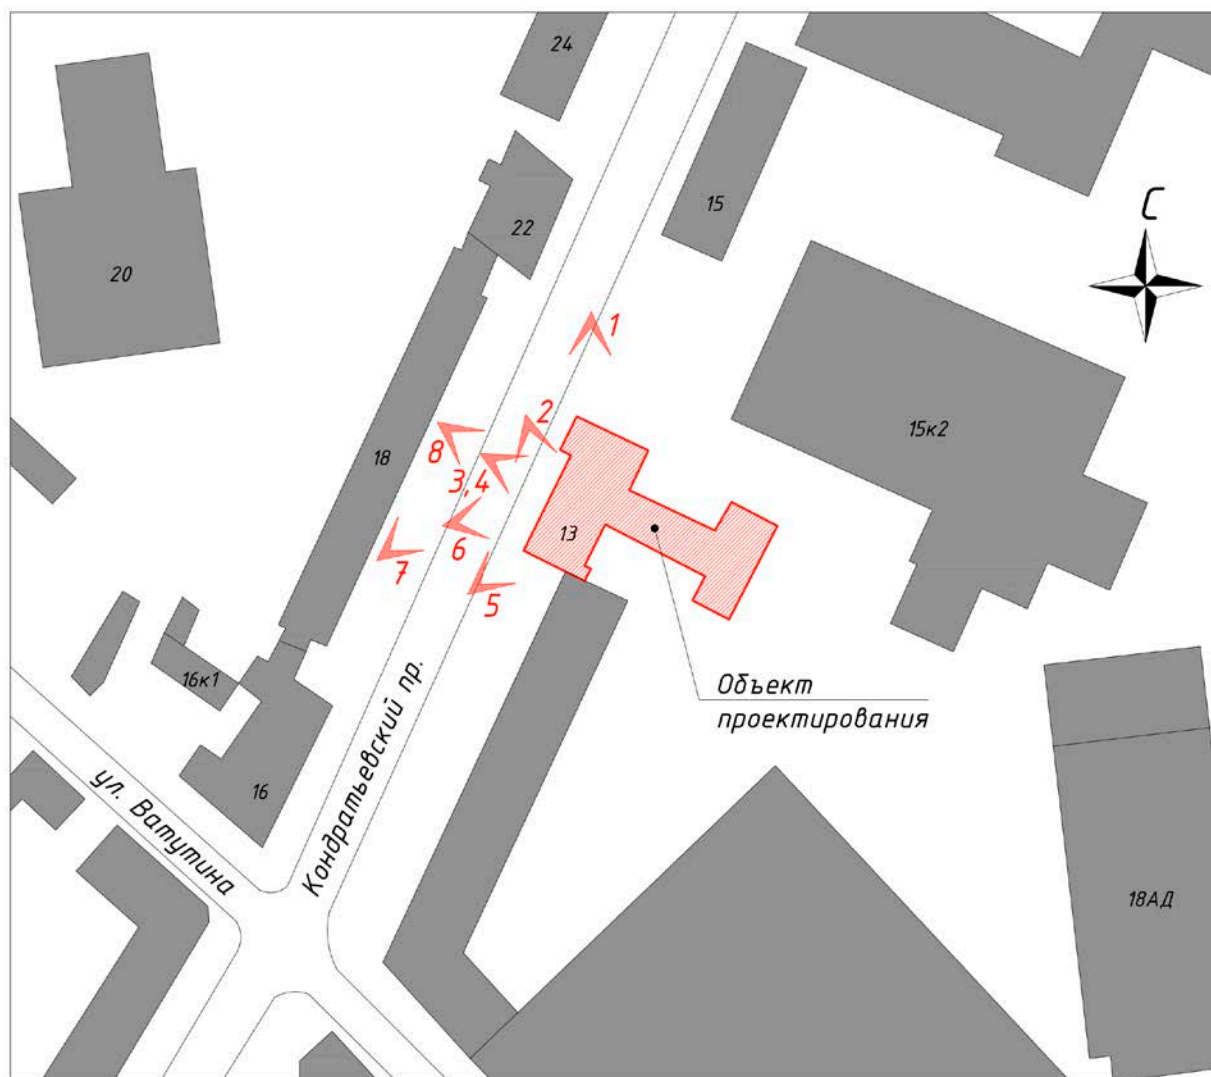 24
С
15
22
20
1
2
8
18
3,4
15к2
13
6
7
5
16к1
Объект
проектирования
Кондратьевский пр.
ул. Ватутина
16
18АД